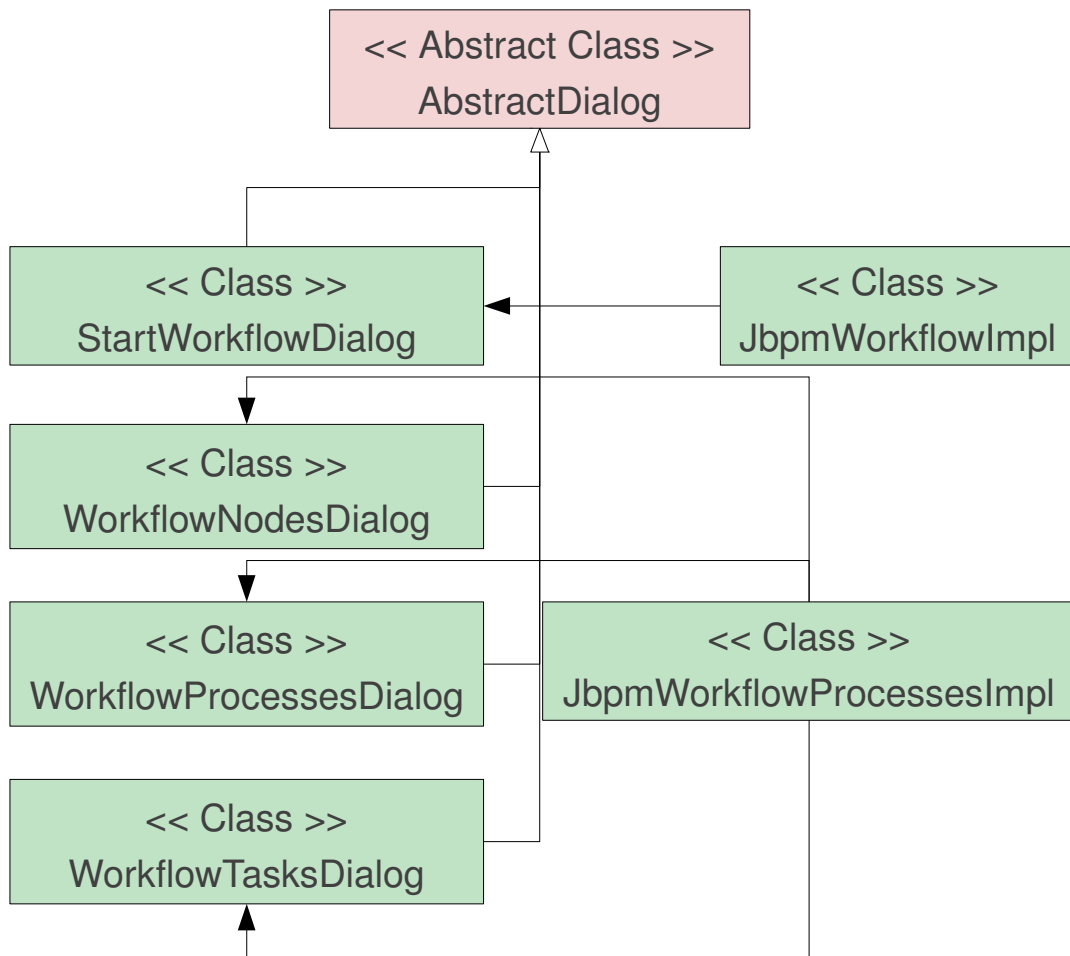 << Abstract Class >>
AbstractDialog
<< Class >>
StartWorkflowDialog
<< Class >>
JbpmWorkflowImpl
<< Class >>
WorkflowNodesDialog
<< Class >>
WorkflowProcessesDialog
<< Class >>
JbpmWorkflowProcessesImpl
<< Class >>
WorkflowTasksDialog